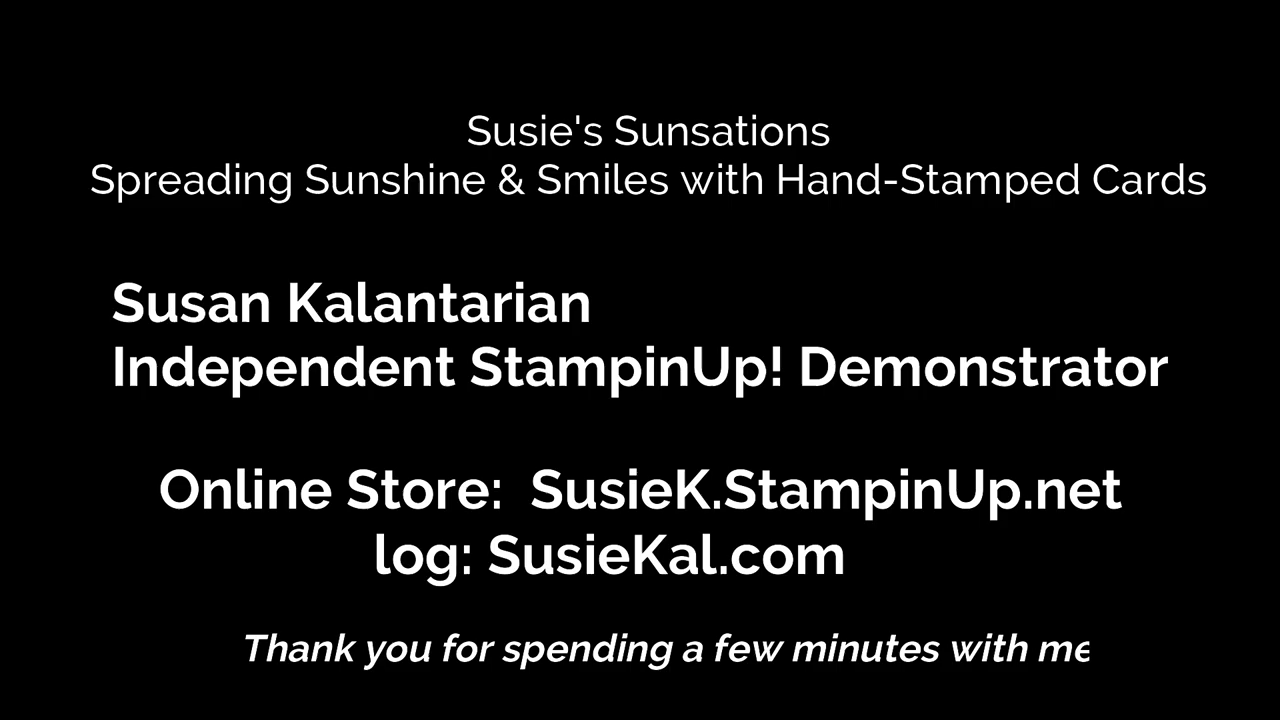 Susie's Sunsations
Spreading Sunshine & Smiles with Hand-Stamped Cards
Susan Kalantarian
Independent StampinUp! Demonstrator
Online Store: SusieK.StampinUp.net
log: SusieKal.com
Thank you for spending a few minutes with me